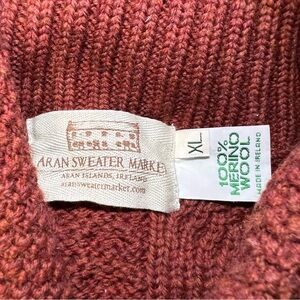 ARAN SWEATER MARKET
ARAN ISLANDS, IRELAND
aransweatermarket.com
XL
100%
MERINO
WOOL
MADE IN IRELAND